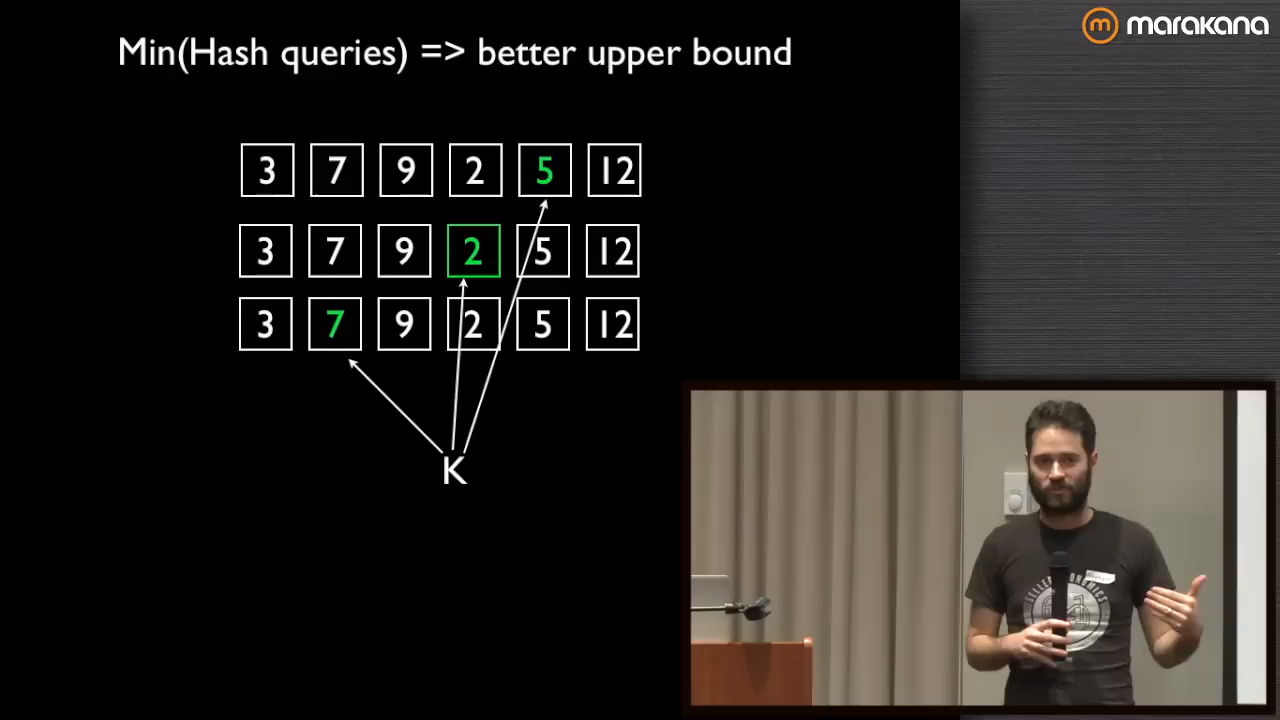 Min(Hash queries) => better upper bound
marakana
3 7 9 2 5 12
3 7 9 2 5 12
3 7 9 2 5 12
K